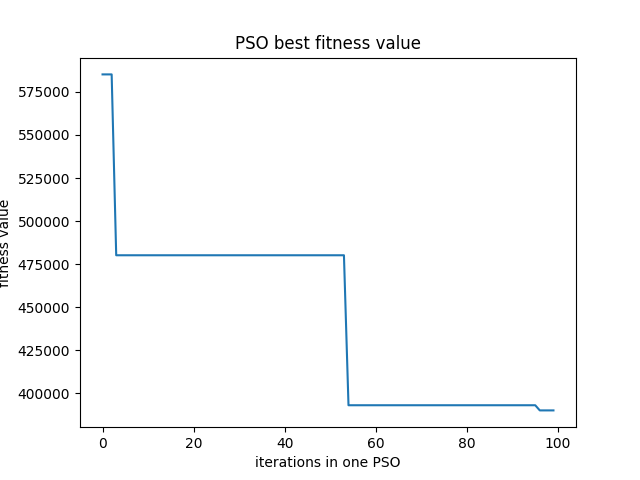 PSO best fitness value
575000
550000
525000
500000
475000
450000
425000
400000
fitness value
0 20 40 60 80 100
iterations in one PSO